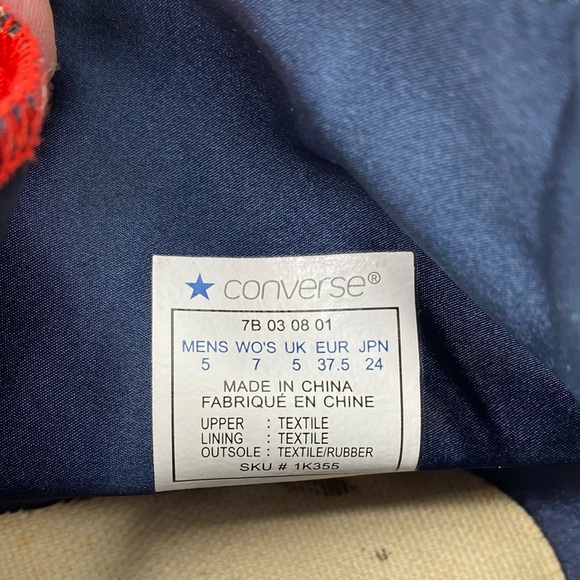 converse®
7B 03 08 01
MENS WO'S UK EUR JPN
5 7 5 37.5 24
MADE IN CHINA
FABRIQUÉ EN CHINE
UPPER : TEXTILE
LINING : TEXTILE
OUTSOLE : TEXTILE/RUBBER
SKU # 1K355